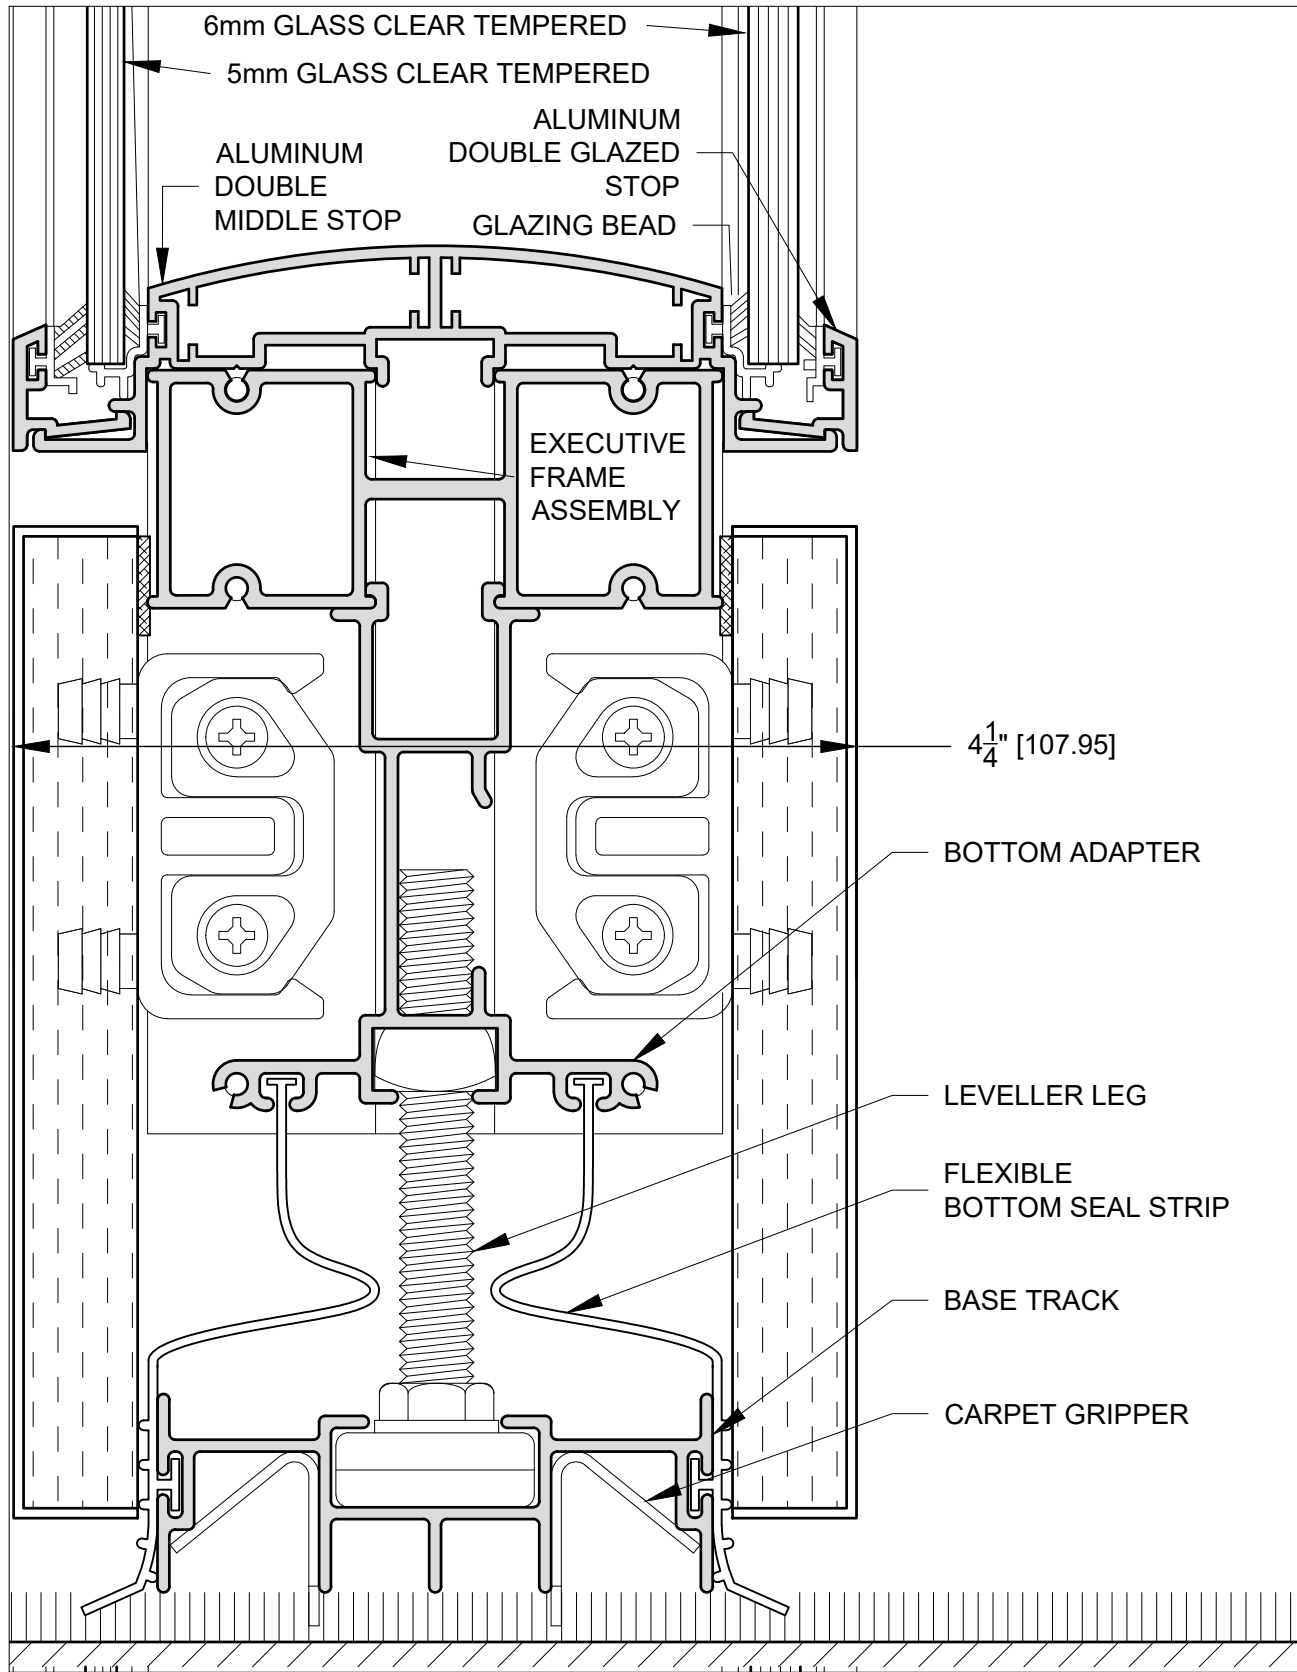 6mm GLASS CLEAR TEMPERED
5mm GLASS CLEAR TEMPERED
ALUMINUM
DOUBLE
MIDDLE STOP
ALUMINUM
DOUBLE GLAZED
STOP
GLAZING BEAD
EXECUTIVE
FRAME
ASSEMBLY
4 1/4" [107.95]
BOTTOM ADAPTER
LEVELLER LEG
FLEXIBLE
BOTTOM SEAL STRIP
BASE TRACK
CARPET GRIPPER